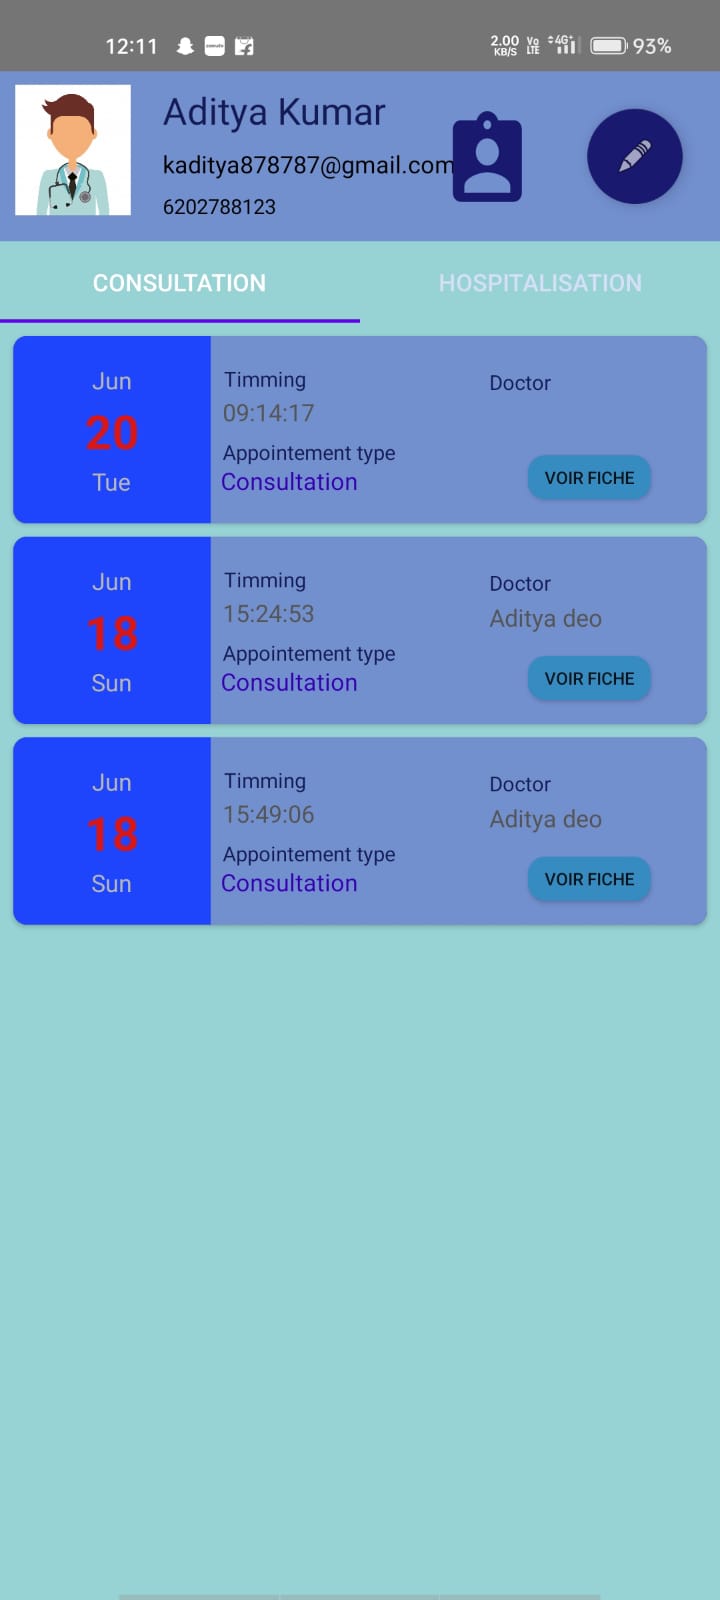 12:11
2.00 KB/S Vo LTE 4G+ 93%
Aditya Kumar
kaditya878787@gmail.com
6202788123
CONSULTATION HOSPITALISATION
Jun
20
Tue
Timming
09:14:17
Appointement type
Consultation
Doctor
VOIR FICHE
Jun
18
Sun
Timming
15:24:53
Appointement type
Consultation
Doctor
Aditya deo
VOIR FICHE
Jun
18
Sun
Timming
15:49:06
Appointement type
Consultation
Doctor
Aditya deo
VOIR FICHE